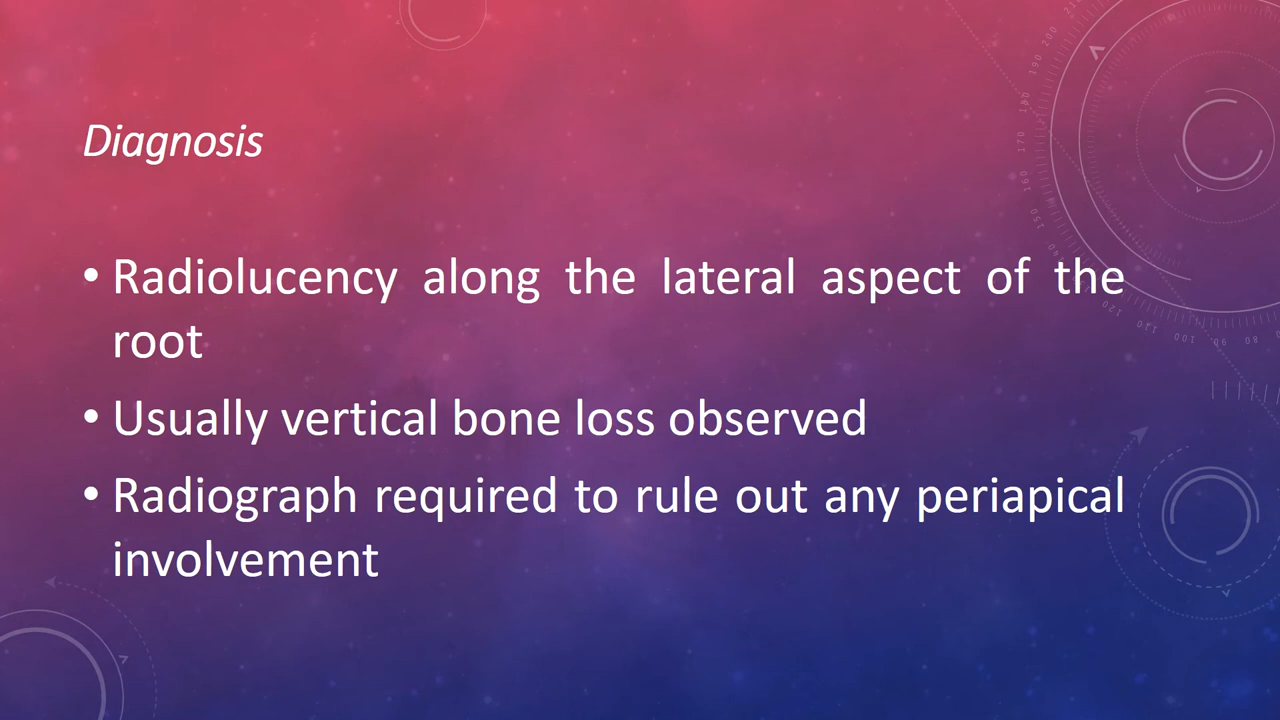 Diagnosis
• Radiolucency along the lateral aspect of the
root
• Usually vertical bone loss observed
• Radiograph required to rule out any periapical
involvement